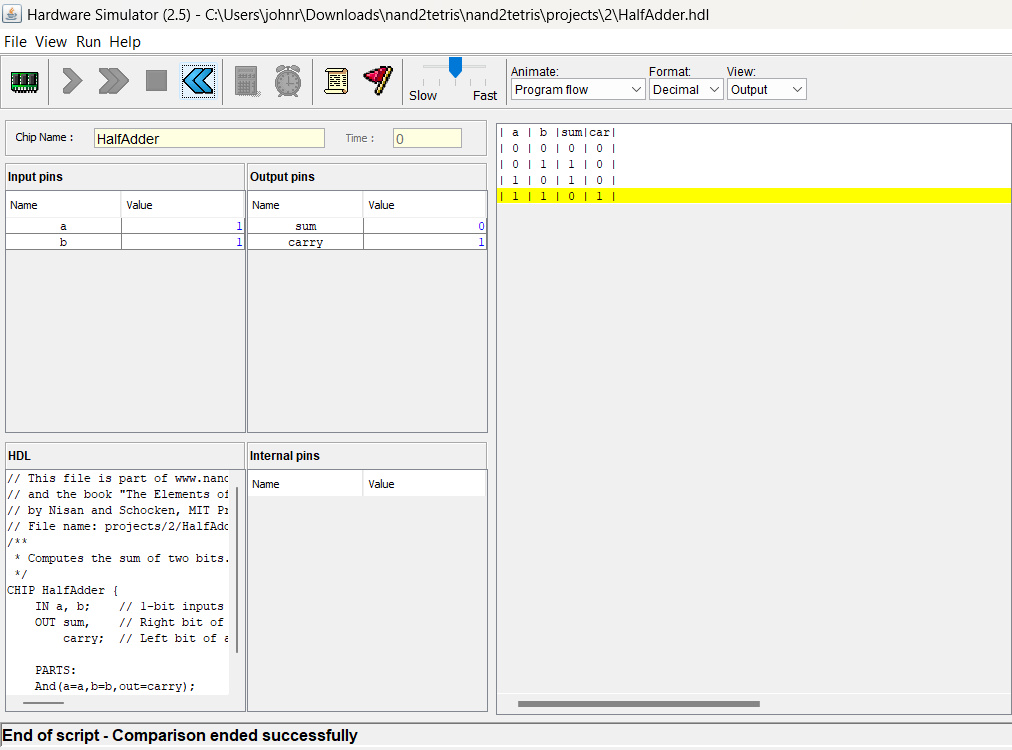 Hardware Simulator (2.5) - C:\Users\johnr\Downloads\nand2tetris\nand2tetris\projects\2\HalfAdder.hdl
File View Run Help
Slow Fast
Animate: Format: View:
Program flow Decimal Output
Chip Name : HalfAdder Time : 0
Input pins
Name Value
a 1
b 1
Output pins
Name Value
sum 0
carry 1
HDL
// This file is part of www.nand
// and the book "The Elements of
// by Nisan and Schocken, MIT Pr
// File name: projects/2/HalfAdd
/**
* Computes the sum of two bits.
*/
CHIP HalfAdder {
IN a, b; // 1-bit inputs
OUT sum, // Right bit of
carry; // Left bit of a
PARTS:
And(a=a,b=b,out=carry);
Internal pins
Name Value
| a | b |sum|car|
| 0 | 0 | 0 | 0 |
| 0 | 1 | 1 | 0 |
| 1 | 0 | 1 | 0 |
| 1 | 1 | 0 | 1 |
End of script - Comparison ended successfully